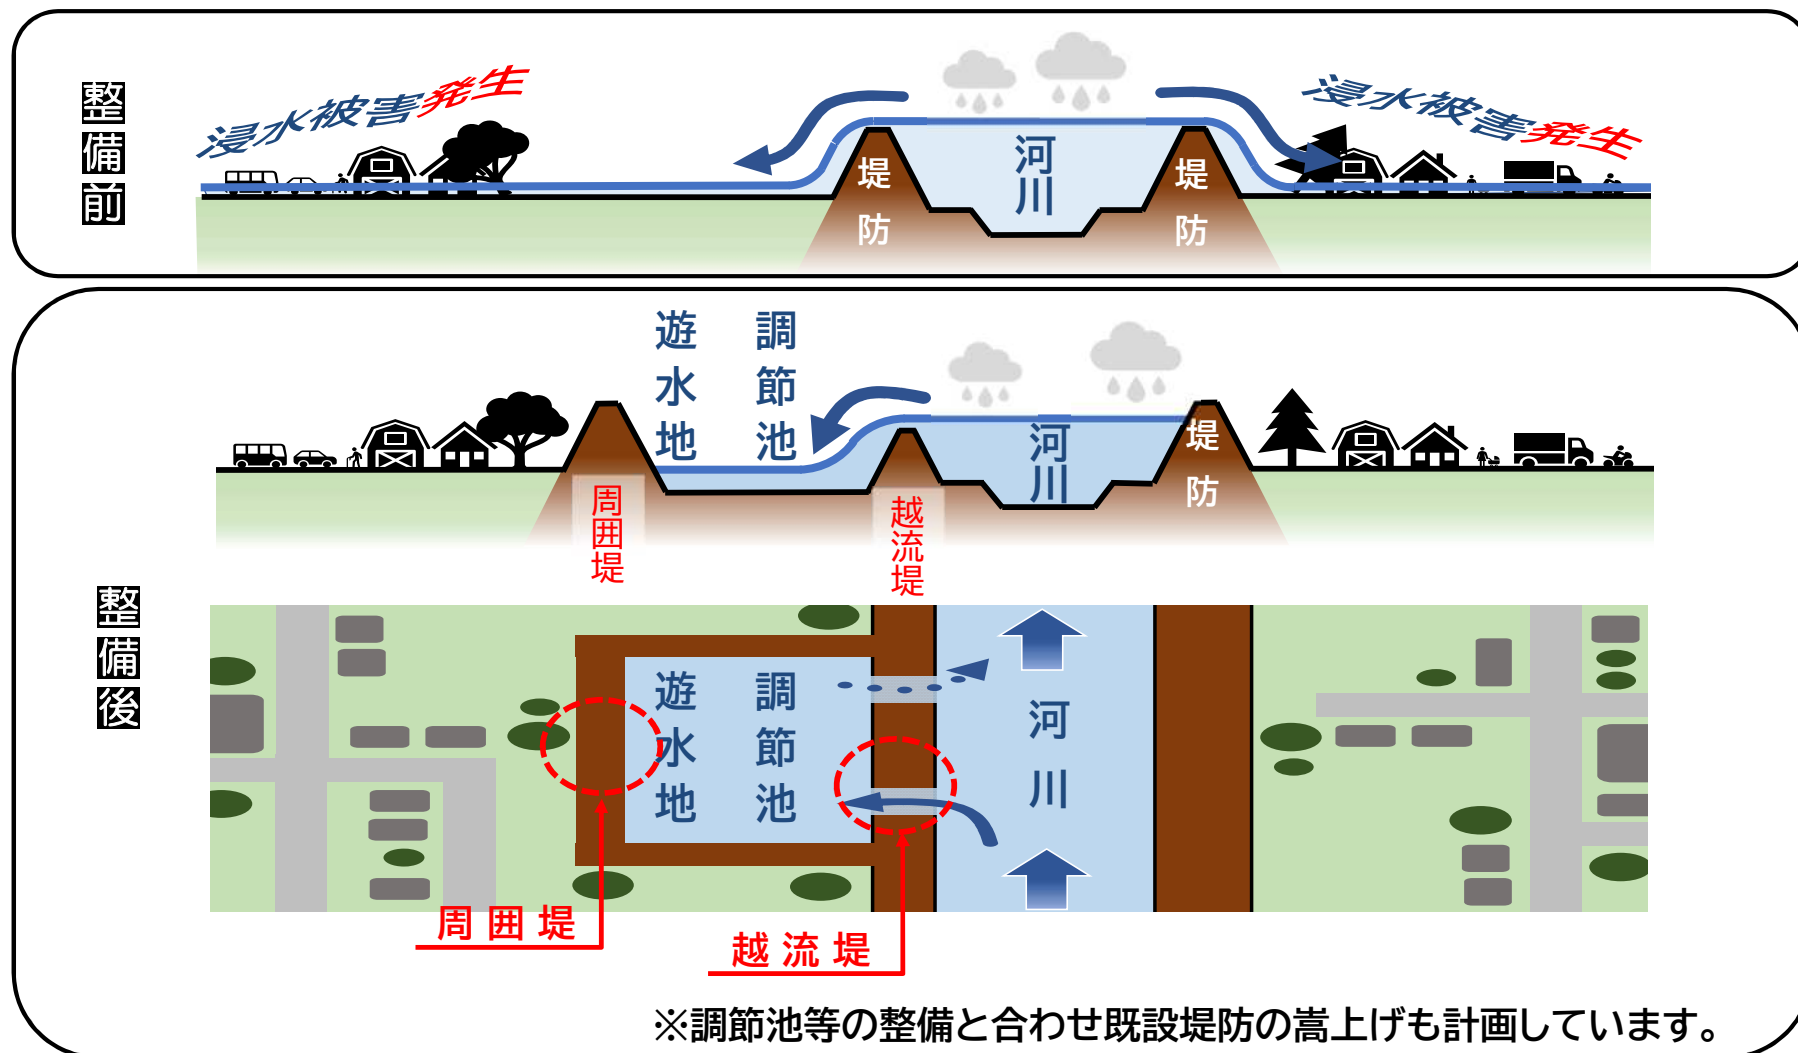 整備前
浸水被害発生
浸水被害発生
堤防
河川
堤防
整備後
遊水地
調節池
河川
堤防
周囲堤
越流堤
遊水地
調節池
河川
周囲堤
越流堤
※調節池等の整備と合わせ既設堤防の嵩上げも計画しています。